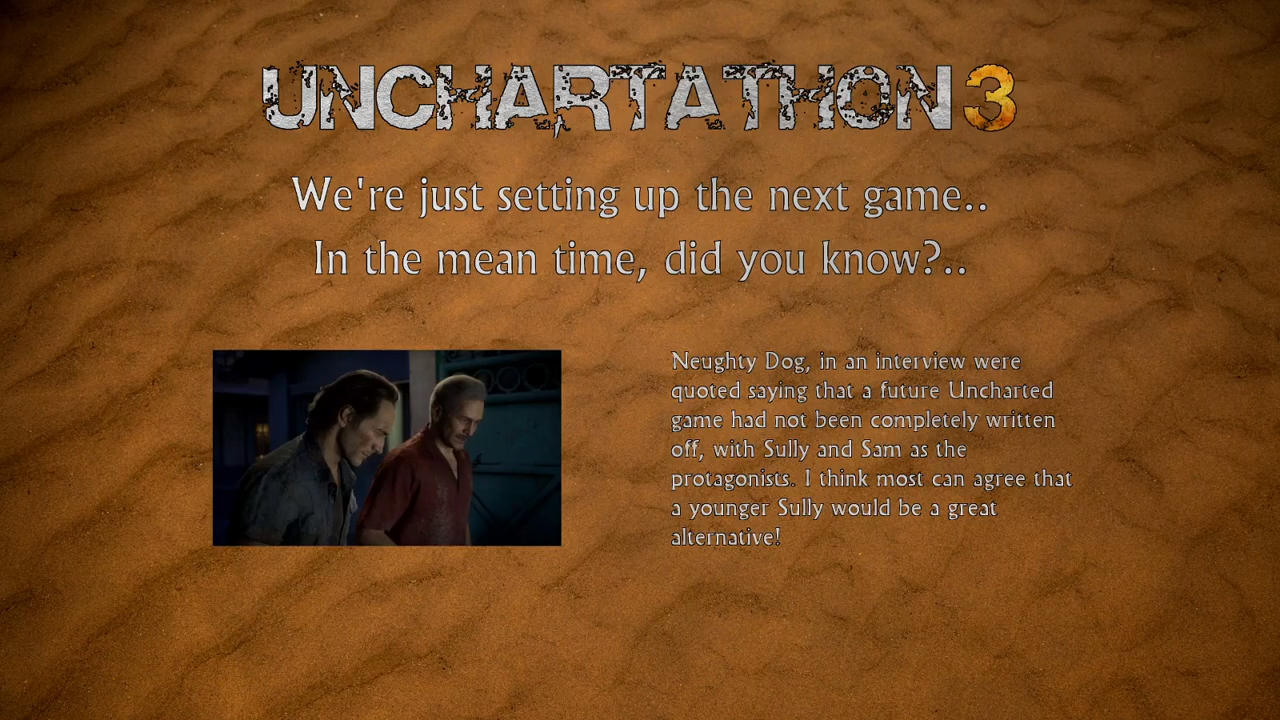 UNCHARTATHON 3
We're just setting up the next game..
In the mean time, did you know?..
Neughty Dog, in an interview were
quoted saying that a future Uncharted
game had not been completely written
off, with Sully and Sam as the
protagonists. I think most can agree that
a younger Sully would be a great
alternative!